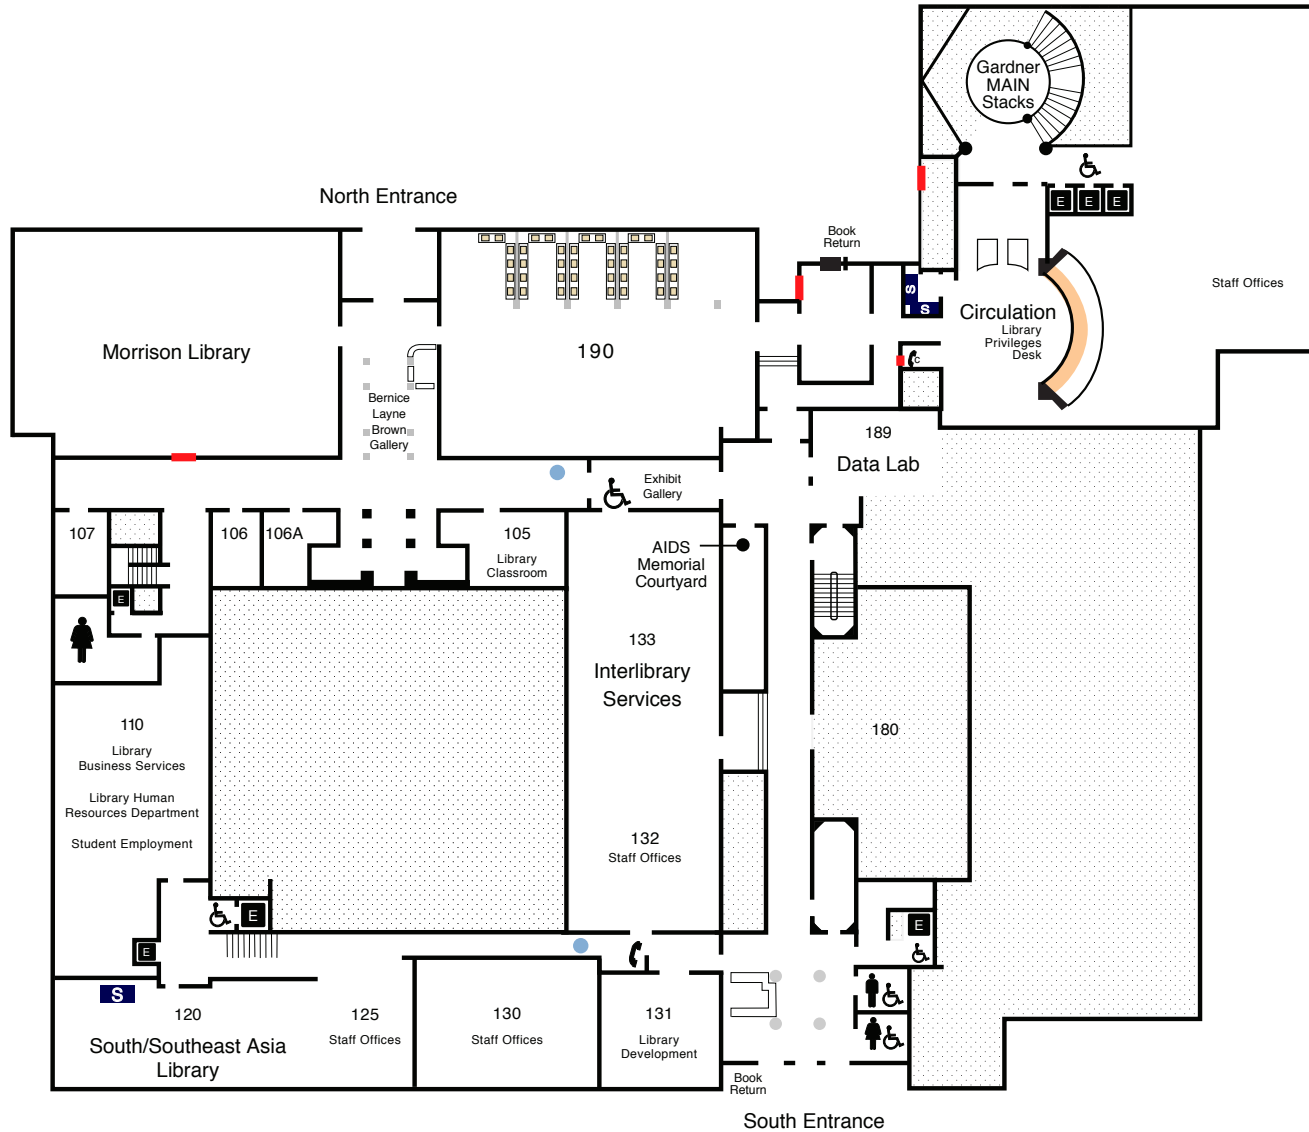 Gardner
MAIN
Stacks
E
E
E
North Entrance
Book
Return
Staff Offices
S
S
Circulation
Library
Privileges
Desk
C
Morrison Library
190
Bernice
Layne
Brown
Gallery
189
Data Lab
Exhibit
Gallery
107
106
106A
105
Library
Classroom
AIDS
Memorial
Courtyard
E
133
Interlibrary
Services
110
Library
Business Services
Library Human
Resources Department
Student Employment
180
132
Staff Offices
E
E
E
S
120
South/Southeast Asia
Library
125
Staff Offices
130
Staff Offices
131
Library
Development
Book
Return
South Entrance